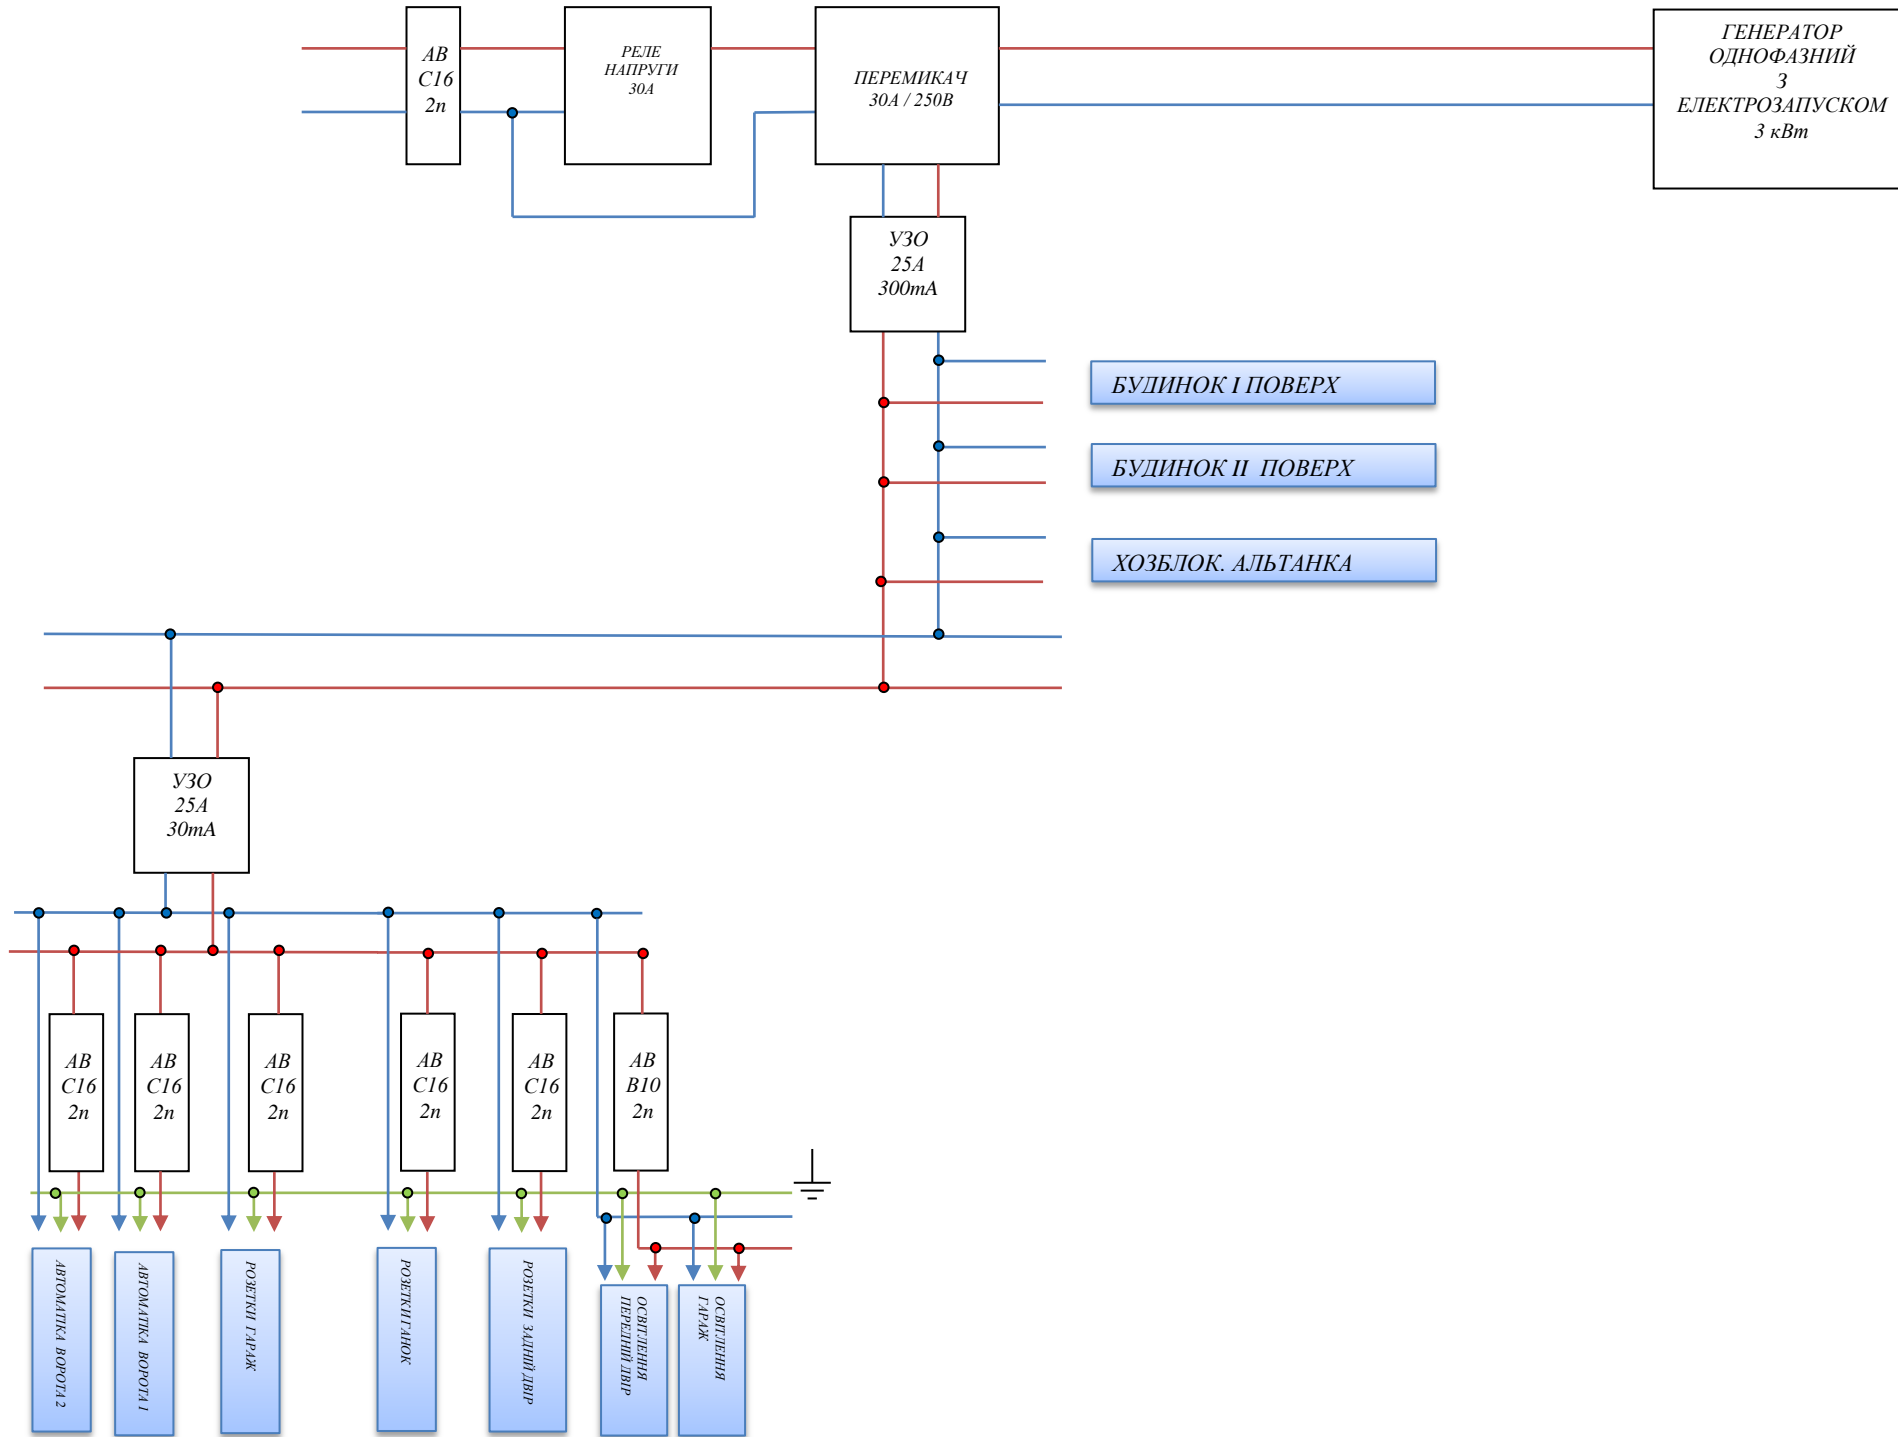 АВ
С16
2п
РЕЛЕ
НАПРУГИ
30А
ПЕРЕМИКАЧ
30А / 250В
ГЕНЕРАТОР
ОДНОФАЗНИЙ
З
ЕЛЕКТРОЗАПУСКОМ
3 кВт
УЗО
25А
300mA
БУДИНОК І ПОВЕРХ
БУДИНОК ІІ ПОВЕРХ
ХОЗБЛОК. АЛЬТАНКА
УЗО
25А
30mA
АВ
С16
2п
АВ
С16
2п
АВ
С16
2п
АВ
С16
2п
АВ
С16
2п
АВ
В10
2п
АВТОМАТИКА ВОРОТА 2
АВТОМАТИКА ВОРОТА 1
РОЗЕТКИ ГАРАЖ
РОЗЕТКИ ГАНОК
РОЗЕТКИ ЗАДНІЙ ДВІР
ОСВІТЛЕННЯ
ПЕРЕДНІЙ ДВІР
ОСВІТЛЕННЯ
ГАРАЖ